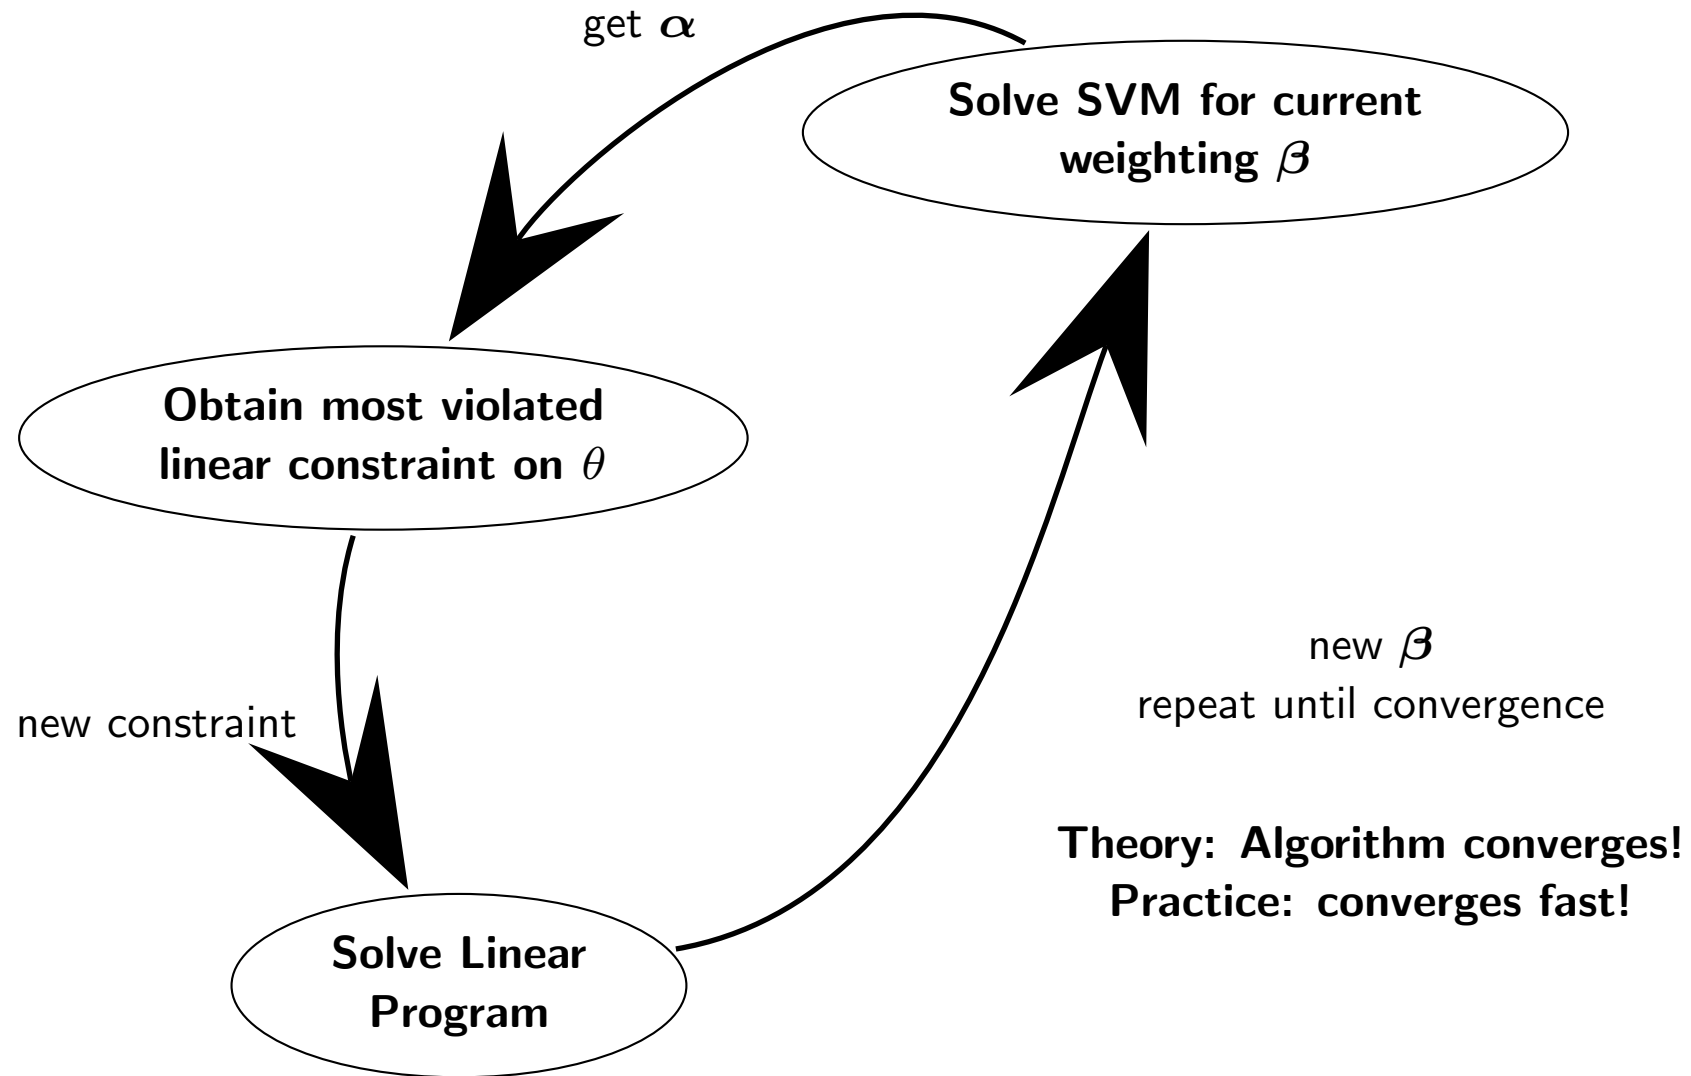 get α
Solve SVM for current
weighting β
Obtain most violated
linear constraint on θ
new constraint
new β
repeat until convergence
Theory: Algorithm converges!
Practice: converges fast!
Solve Linear
Program